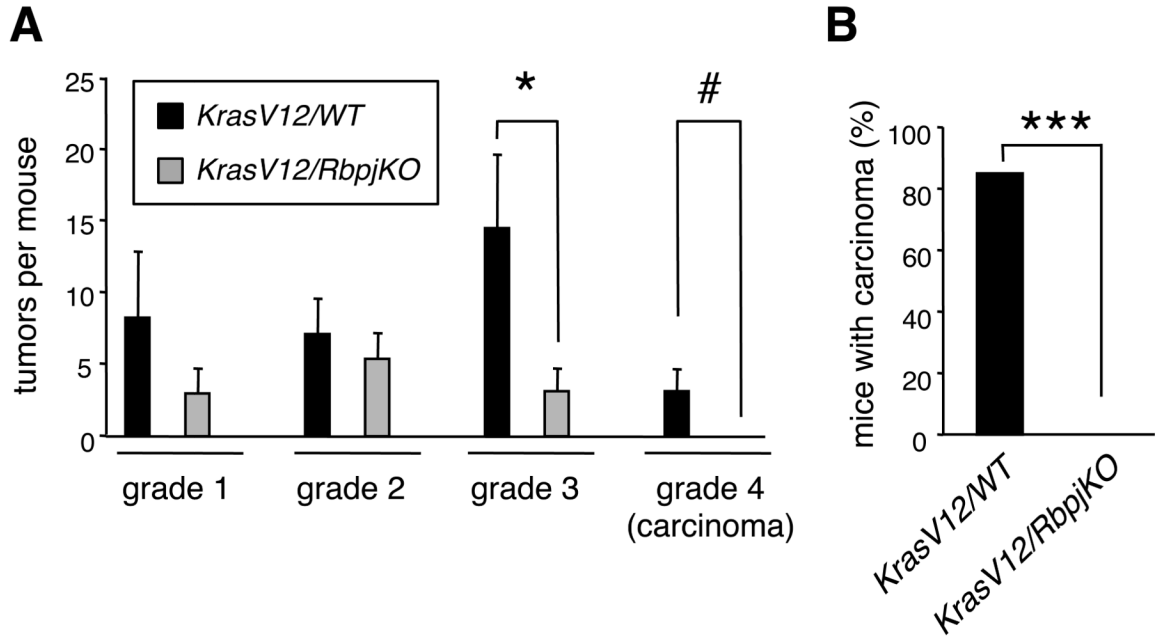 A
25
20
15
10
5
0
tumors per mouse
KrasV12/WT
KrasV12/RbpjKO
*
#
grade 1
grade 2
grade 3
grade 4
(carcinoma)
B
100
80
60
40
20
0
mice with carcinoma (%)
***
KrasV12/WT
KrasV12/RbpjKO